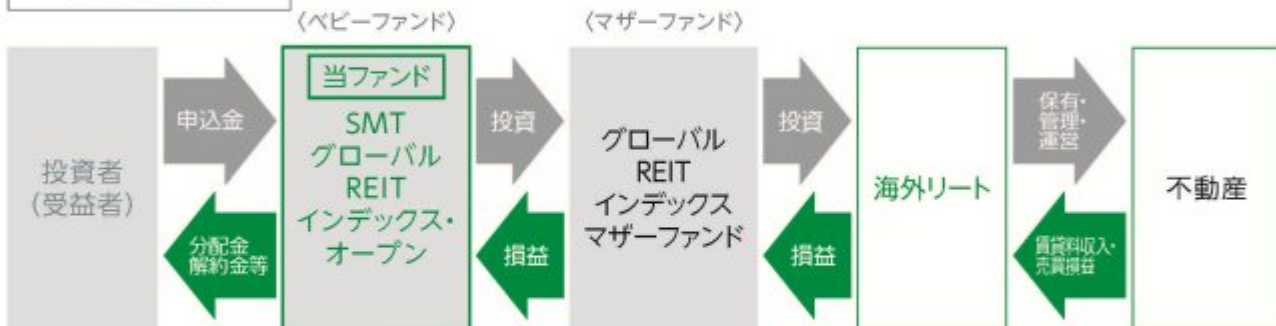 〈ベビーファンド〉
〈マザーファンド〉
投資者
(受益者)
申込金
分配金
解約金等
当ファンド
SMT
グローバル
REIT
インデックス・
オープン
投資
損益
グローバル
REIT
インデックス
マザーファンド
投資
損益
海外リート
保有・
管理・
運営
賃貸料収入・
売買損益
不動産